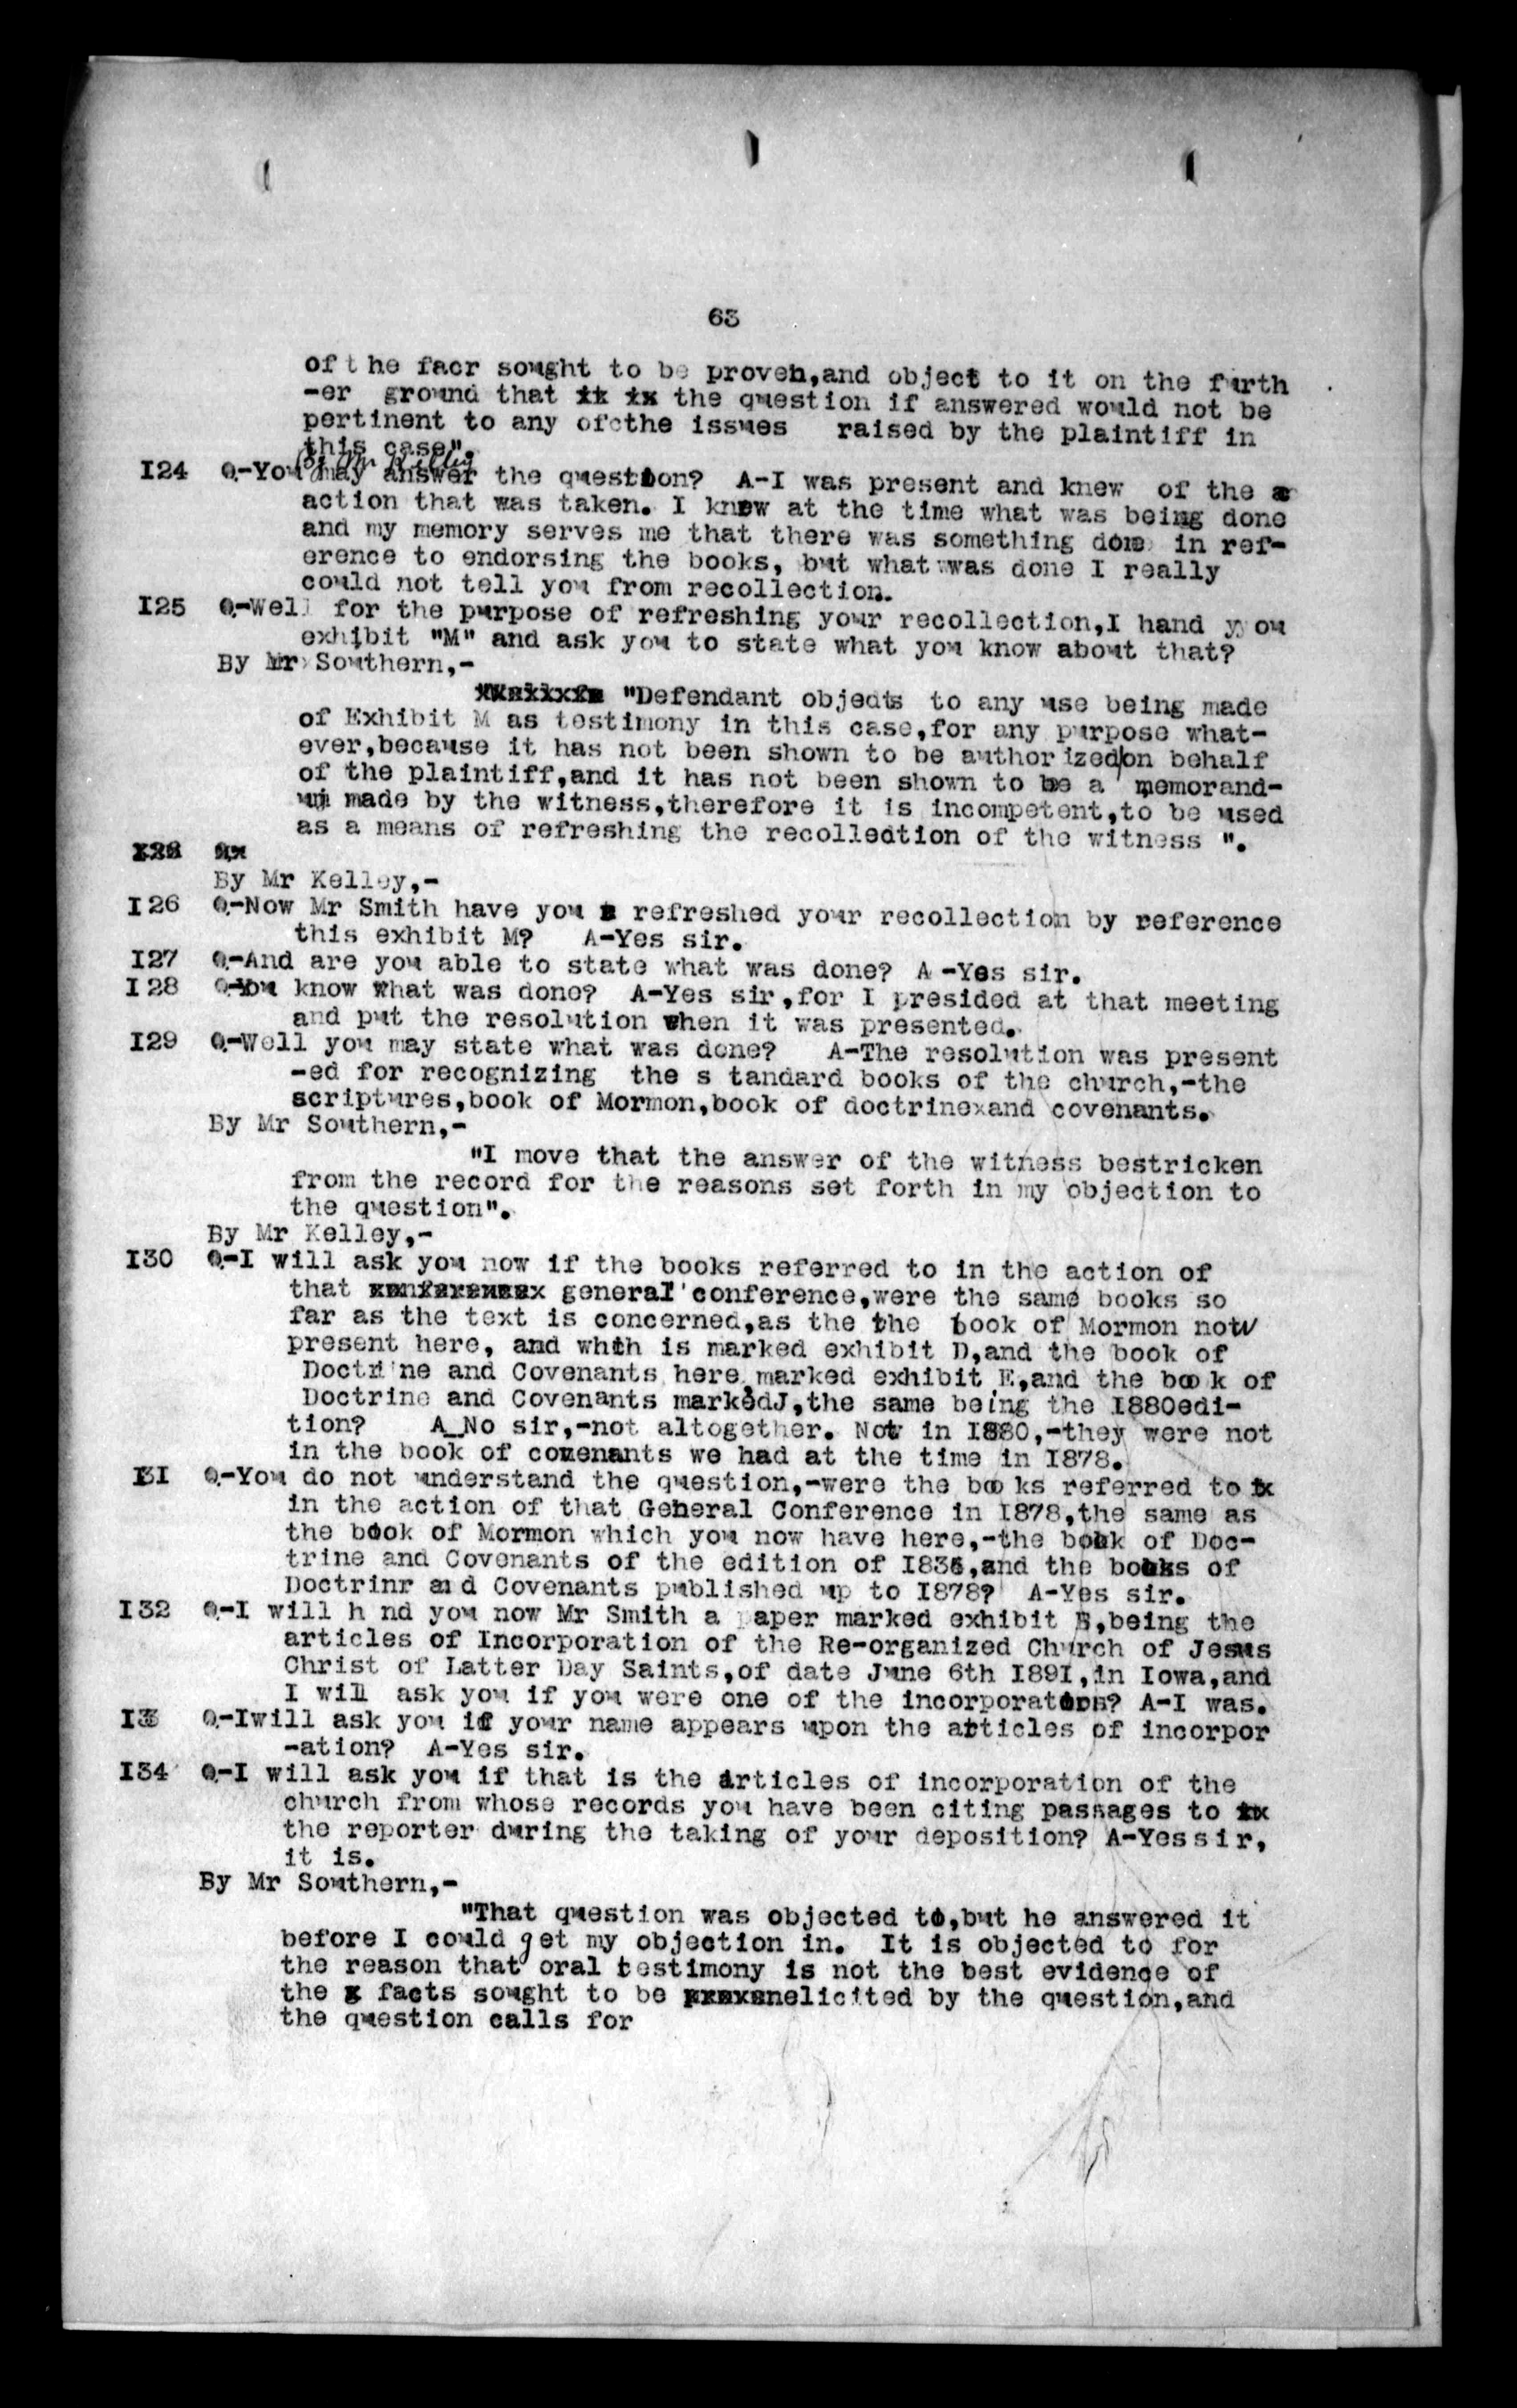 63
of t he facr sought to be proven,and object to it on the furth
-er ground that the question if answered would not be
pertinent to any ofcthe issues raised by the plaintiff in
this case".
By Mr Kelley
I24 Q-You may answer the question? A-I was present and knew of the
action that was taken. I knew at the time what was being done
and my memory serves me that there was something done in ref-
erence to endorsing the books, but what was done I really
could not tell you from recollection.
I25 Q-Well for the purpose of refreshing your recollection,I hand y you
exhibit "M" and ask you to state what you know about that?
By Mr Southern,-
"Defendant objects to any use being made
of Exhibit M as testimony in this case,for any purpose what-
ever,because it has not been shown to be authorized on behalf
of the plaintiff,and it has not been shown to be a memorand-
um made by the witness,therefore it is incompetent,to be used
as a means of refreshing the recolledtion of the witness ".
By Mr Kelley,-
I26 Q-Now Mr Smith have you refreshed your recollection by reference
this exhibit M? A-Yes sir.
I27 Q-And are you able to state what was done? A -Yes sir.
I 28 Q-You know what was done? A-Yes sir,for I presided at that meeting
and put the resolution when it was presented.
I29 Q-Well you may state what was done? A-The resolution was present
-ed for recognizing the s tandard books of the church,-the
scriptures,book of Mormon,book of doctrine and covenants.
By Mr Southern,-
"I move that the answer of the witness bestricken
from the record for the reasons set forth in my objection to
the question".
By Mr Kelley,-
I30 Q-I will ask you now if the books referred to in the action of
that general conference,were the same books so
far as the text is concerned,as the the book of Mormon now
present here, and whih is marked exhibit D,and the book of
Doctrine and Covenants here,marked exhibit E,and the book of
Doctrine and Covenants markedJ,the same being the I880edi-
tion? A_No sir,-not altogether. Not in I880,-they were not
in the book of covenants we had at the time in I878.
I3I Q-You do not understand the question,-were the books referred to
in the action of that General Conference in I878,the same as
the book of Mormon which you now have here,-the book of Doc-
trine and Covenants of the edition of I835,and the books of
Doctrinr and Covenants published up to I878? A-Yes sir.
I32 Q-I will h nd you now Mr Smith a paper marked exhibit B,being the
articles of Incorporation of the Re-organized Church of Jesus
Christ of Latter Day Saints,of date June 6th I89I,in Iowa,and
I will ask you if you were one of the incorporators? A-I was.
I33 Q-Iwill ask you if your name appears upon the articles of incorpor
-ation? A-Yes sir.
I34 Q-I will ask you if that is the articles of incorporation of the
church from whose records you have been citing passages to
the reporter during the taking of your deposition? A-Yes sir,
it is.
By Mr Southern,-
"That question was objected to,but he answered it
before I could get my objection in. It is objected to for
the reason that oral testimony is not the best evidence of
the facts sought to be elicited by the question,and
the question calls for